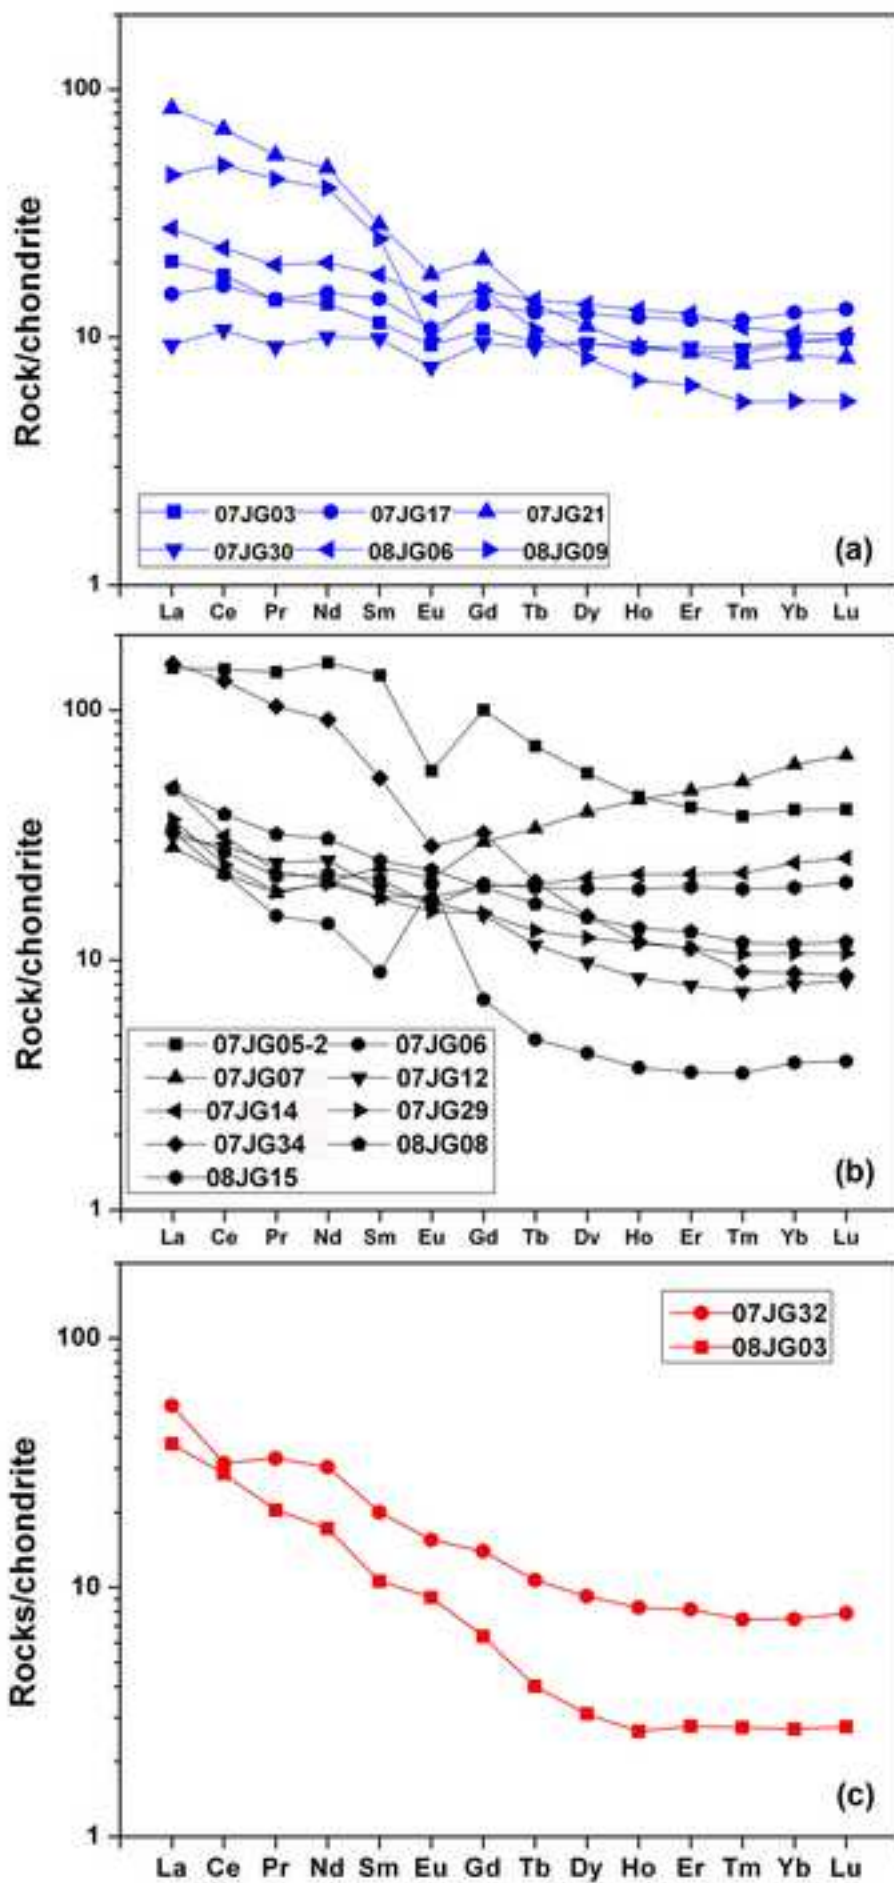 Rock/chondrite
100
10
1
07JG03 07JG17 07JG21
07JG30 08JG06 08JG09
(a)
La Ce Pr Nd Sm Eu Gd Tb Dy Ho Er Tm Yb Lu
Rock/chondrite
100
10
1
07JG05-2 07JG06
07JG07 07JG12
07JG14 07JG29
07JG34 08JG08
08JG15
(b)
La Ce Pr Nd Sm Eu Gd Tb Dv Ho Er Tm Yb Lu
Rocks/chondrite
100
10
1
07JG32
08JG03
(c)
La Ce Pr Nd Sm Eu Gd Tb Dy Ho Er Tm Yb Lu